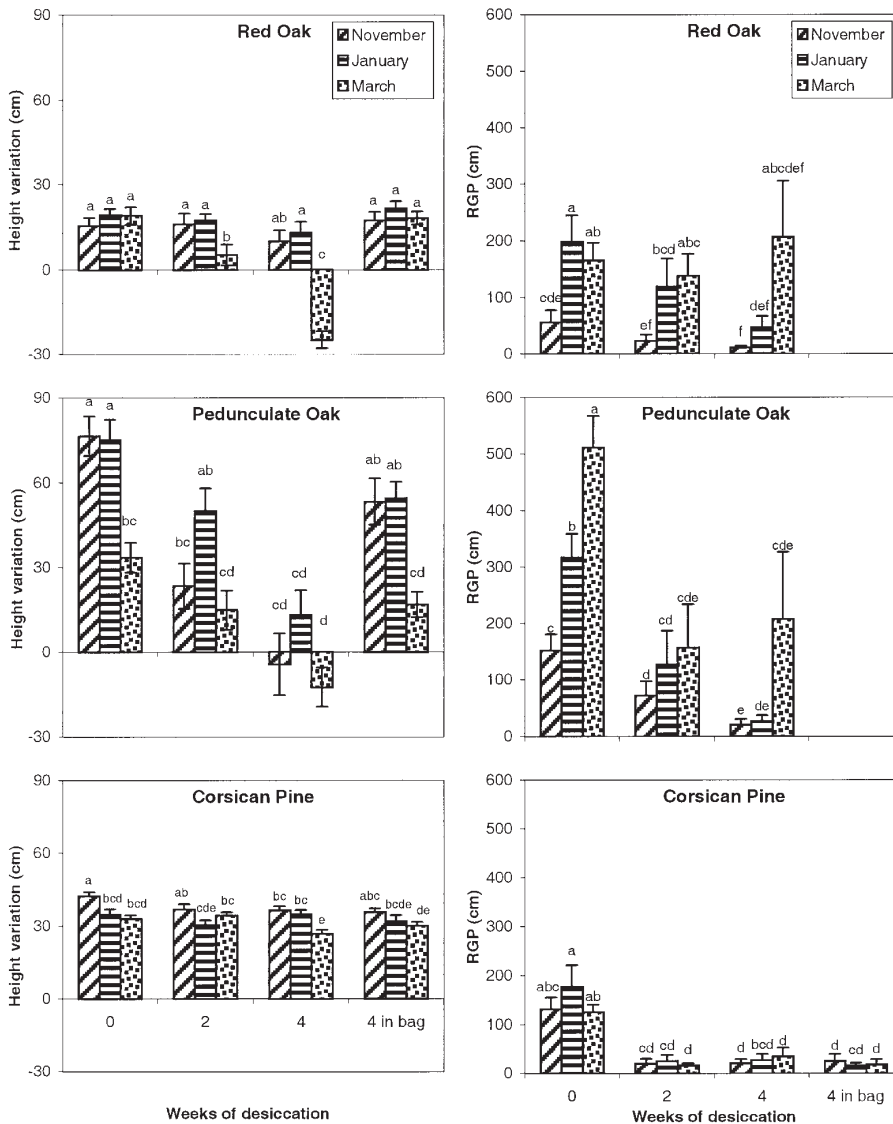 Red Oak
November
January
March
Height variation (cm)
90
60
30
0
-30
a a a
a a b
ab a c
a a a
Red Oak
November
January
March
RGP (cm)
600
500
400
300
200
100
0
cde a ab
ef bcd abc
f def abcdef
Pedunculate Oak
Height variation (cm)
90
60
30
0
-30
a a bc
bc ab cd
cd cd d
ab ab cd
Pedunculate Oak
RGP (cm)
600
500
400
300
200
100
0
c b a
d cd cde
e de cde
Corsican Pine
Height variation (cm)
90
60
30
0
-30
a bcd bcd
ab cde bc
bc bc e
abc bcde de
0 2 4 4 in bag
Weeks of desiccation
Corsican Pine
RGP (cm)
600
500
400
300
200
100
0
abc a ab
cd cd d
d bcd d
d cd d
0 2 4 4 in bag
Weeks of desiccation